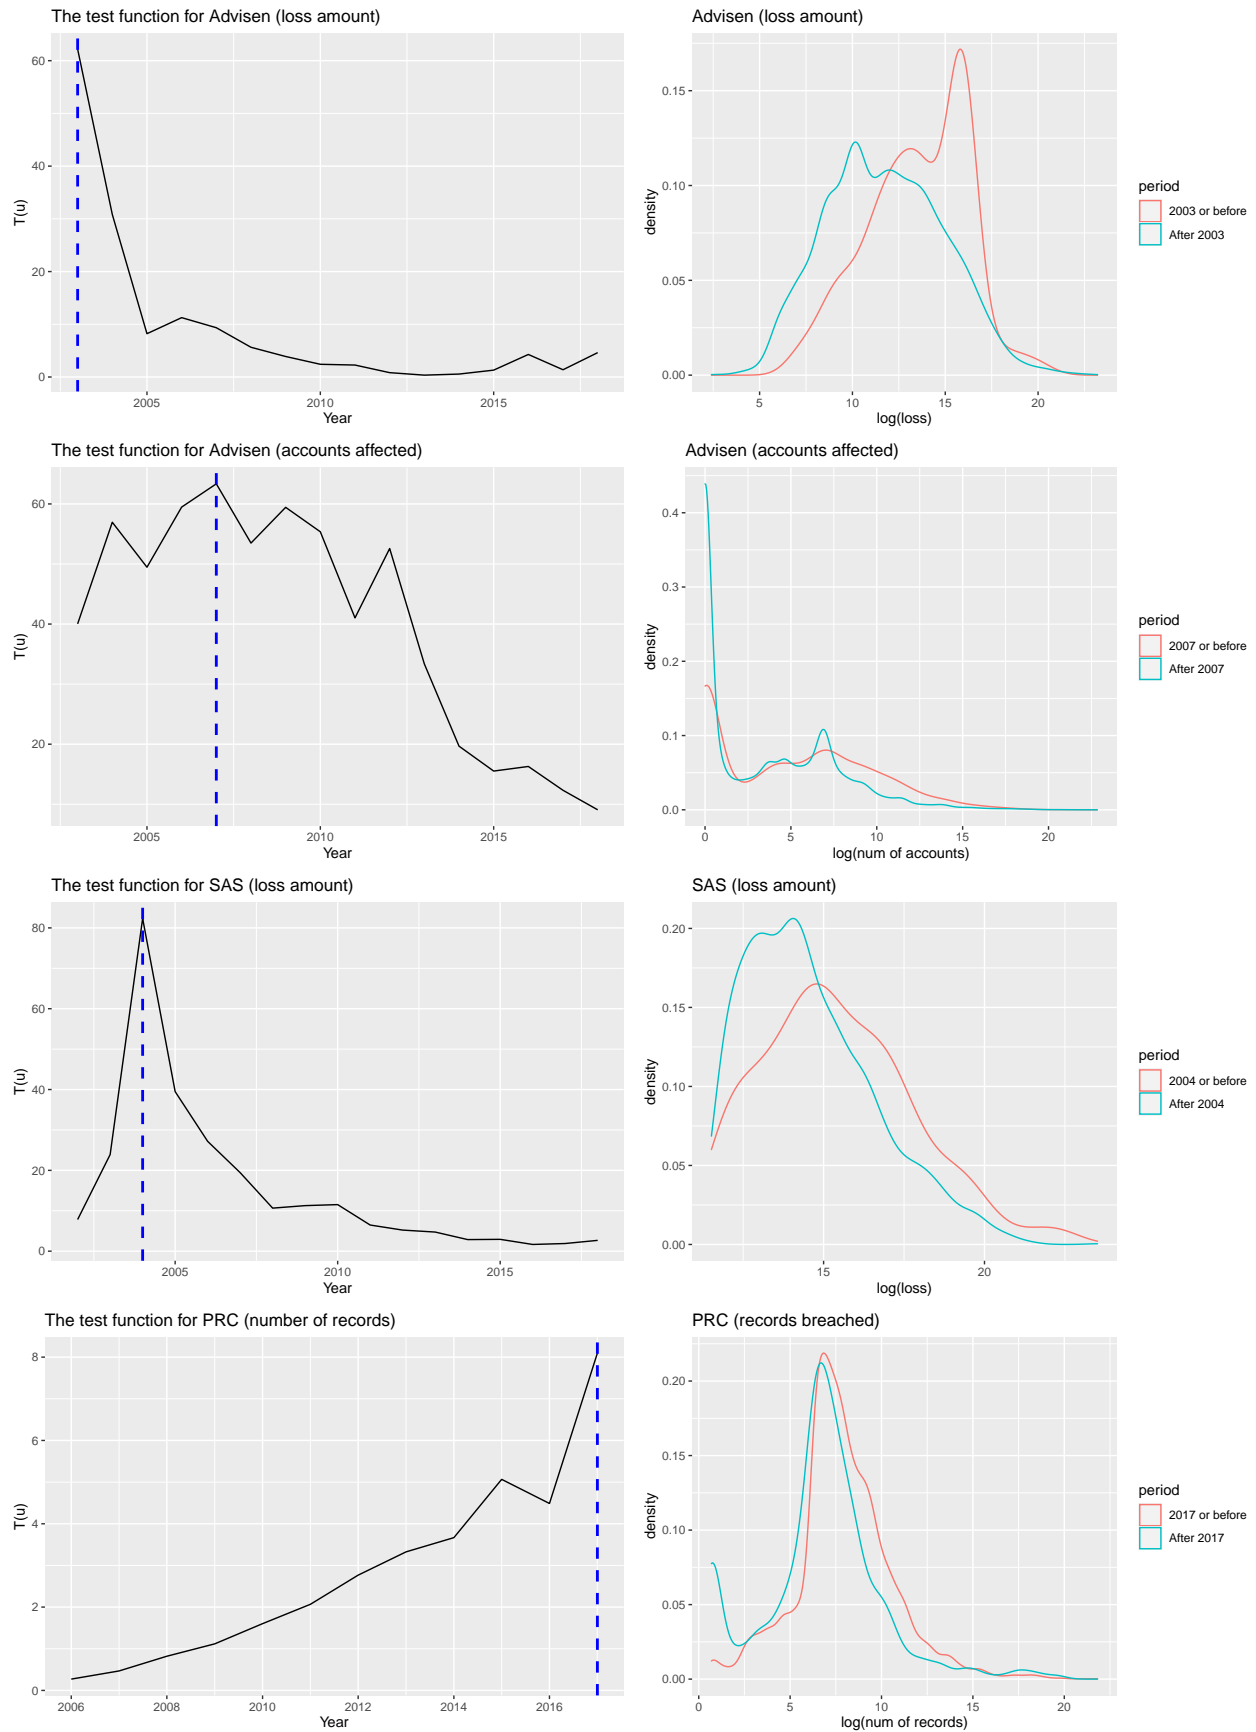 The test function for Advisen (loss amount)
T(u)
60
40
20
0
2005
2010
2015
Year
Advisen (loss amount)
density
0.15
0.10
0.05
0.00
5
10
15
20
log(loss)
period
2003 or before
After 2003
The test function for Advisen (accounts affected)
T(u)
60
40
20
2005
2010
2015
Year
Advisen (accounts affected)
density
0.4
0.3
0.2
0.1
0.0
0
5
10
15
20
log(num of accounts)
period
2007 or before
After 2007
The test function for SAS (loss amount)
T(u)
80
60
40
20
0
2005
2010
2015
Year
SAS (loss amount)
density
0.20
0.15
0.10
0.05
0.00
15
20
log(loss)
period
2004 or before
After 2004
The test function for PRC (number of records)
T(u)
8
6
4
2
0
2006
2008
2010
2012
2014
2016
Year
PRC (records breached)
density
0.20
0.15
0.10
0.05
0.00
0
5
10
15
20
log(num of records)
period
2017 or before
After 2017